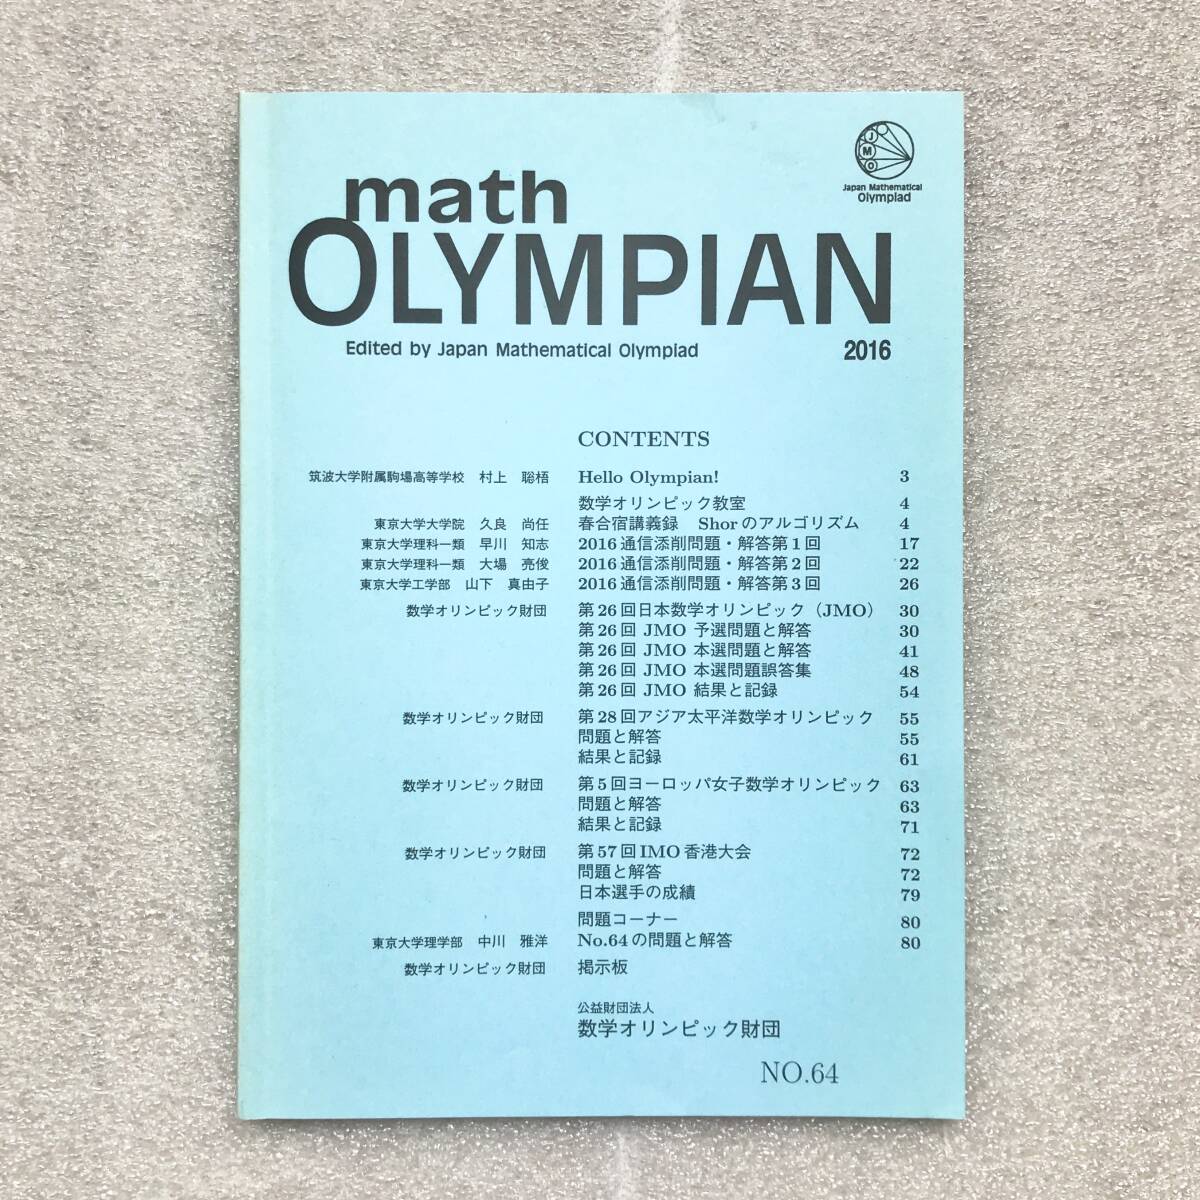 JMO
Japan Mathematical
Olympiad
math
OLYMPIAN
Edited by Japan Mathematical Olympiad 2016
CONTENTS
筑波大学附属駒場高等学校 村上 聡梧 Hello Olympian! 3
数学オリンピック教室 4
東京大学大学院 久良 尚任 春合宿講義録 Shorのアルゴリズム 4
東京大学理科一類 早川 知志 2016通信添削問題・解答第1回 17
東京大学理科一類 大場 亮俊 2016通信添削問題・解答第2回 22
東京大学工学部 山下 真由子 2016通信添削問題・解答第3回 26
数学オリンピック財団 第26回日本数学オリンピック（JMO） 30
第26回 JMO 予選問題と解答 30
第26回 JMO 本選問題と解答 41
第26回 JMO 本選問題誤答集 48
第26回 JMO 結果と記録 54
数学オリンピック財団 第28回アジア太平洋数学オリンピック 55
問題と解答 55
結果と記録 61
数学オリンピック財団 第5回ヨーロッパ女子数学オリンピック 63
問題と解答 63
結果と記録 71
数学オリンピック財団 第57回IMO香港大会 72
問題と解答 72
日本選手の成績 79
問題コーナー 80
東京大学理学部 中川 雅洋 No.64の問題と解答 80
数学オリンピック財団 掲示板
公益財団法人
数学オリンピック財団
NO.64